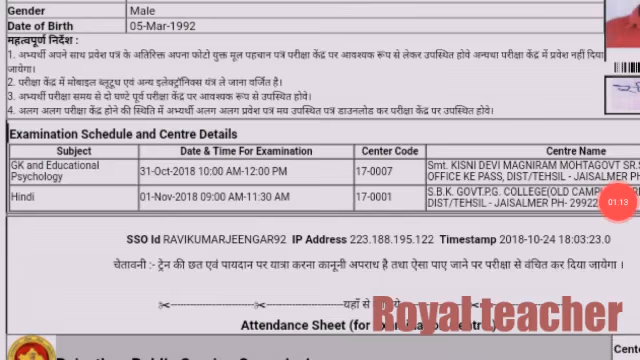 Gender Male
Date of Birth 05-Mar-1992
महत्वपूर्ण निर्देश :
1. अभ्यर्थी अपने साथ प्रवेश पत्र के अतिरिक्त अपना फोटो युक्त मूल पहचान पत्र परीक्षा केंद्र पर आवश्यक रूप से लेकर उपस्थित होवे अन्यथा परीक्षा केंद्र में प्रवेश नहीं दिया
जायेगा।
2. परीक्षा केंद्र में मोबाइल ब्लूटूथ एवं अन्य इलेक्ट्रॉनिक्स यंत्र ले जाना वर्जित है।
3. अभ्यर्थी परीक्षा समय से दो घण्टे पूर्व परीक्षा केंद्र पर आवश्यक रूप से उपस्थित होवे।
4. अलग अलग परीक्षा केंद्र होने की स्थिति में अभ्यर्थी अलग अलग प्रवेश पत्र मय उपस्थिति पत्र डाउनलोड कर परीक्षा केंद्र पर उपस्थित होवे।
Examination Schedule and Centre Details
Subject Date & Time For Examination Center Code Centre Name
GK and Educational Psychology 31-Oct-2018 10:00 AM-12:00 PM 17-0007 Smt. KISNI DEVI MAGNIRAM MOHTAGOVT SR.S
OFFICE KE PASS, DIST/TEHSIL - JAISALMER PH
Hindi 01-Nov-2018 09:00 AM-11:30 AM 17-0001 S.B.K. GOVT.P.G. COLLEGE(OLD
DIST/TEHSIL - JAISALMER PH- 29922
01:13
SSO Id RAVIKUMARJEENGAR92 IP Address 223.188.195.122 Timestamp 2018-10-24 18:03:23.0
चेतावनी :- ट्रेन की छत एवं पायदान पर यात्रा करना कानूनी अपराध है तथा ऐसा पाए जाने पर परीक्षा से वंचित कर दिया जायेगा ।
यहाँ से
Royal teacher
Attendance Sheet (for